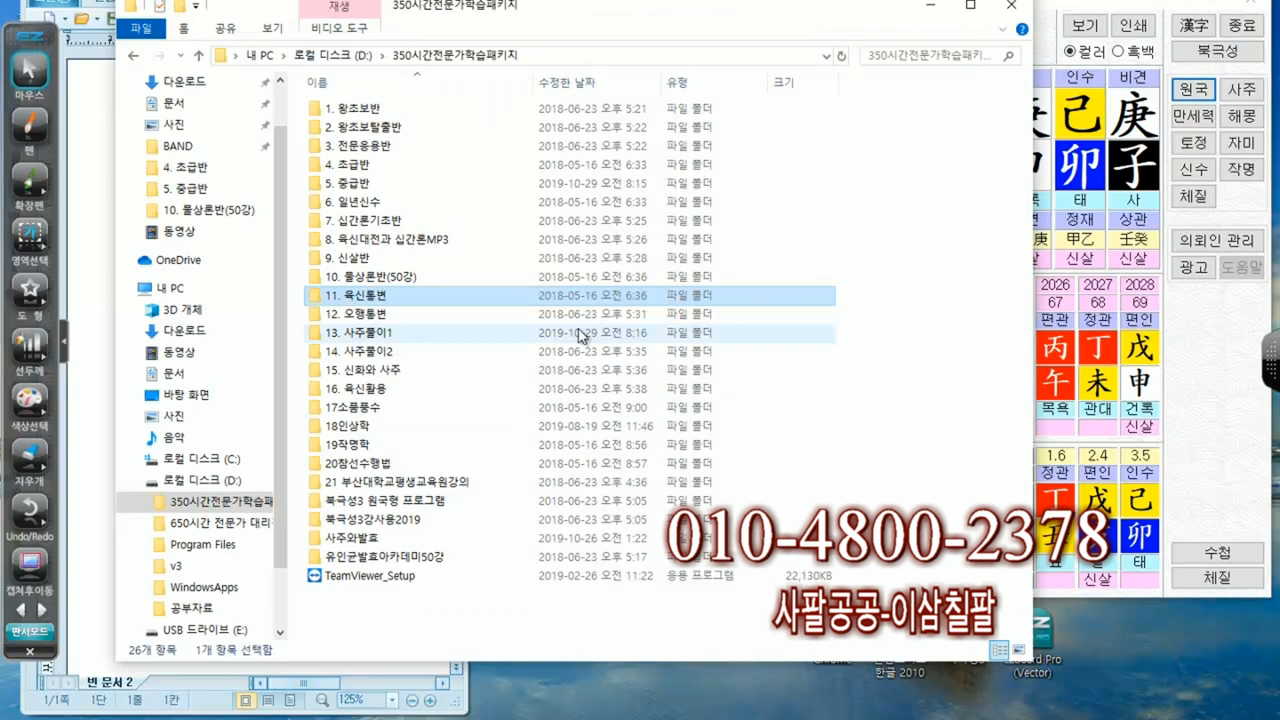 재생
350시간전문가학습패키지
파일
홈
공유
보기
비디오 도구
내 PC
로컬 디스크 (D:)
350시간전문가학습패키지
350시간전문가학습패키...
이름
수정한 날짜
유형
크기
1. 왕초보반 2018-06-23 오후 5:21 파일 폴더
2. 왕초보탈출반 2018-06-23 오후 5:22 파일 폴더
3. 전문응용반 2018-06-23 오후 5:22 파일 폴더
4. 초급반 2018-05-16 오전 6:33 파일 폴더
5. 중급반 2019-10-29 오전 8:15 파일 폴더
6. 일년신수 2018-05-16 오전 6:33 파일 폴더
7. 십간론기초반 2018-06-23 오후 5:25 파일 폴더
8. 육신대전과 십간론MP3 2018-06-23 오후 5:26 파일 폴더
9. 신살반 2018-06-23 오후 5:28 파일 폴더
10. 물상론반(50강) 2018-05-16 오전 6:36 파일 폴더
11. 육신통변 2018-05-16 오전 6:36 파일 폴더
12. 오행통변 2018-06-23 오후 5:31 파일 폴더
13. 사주풀이1 2019-10-29 오전 8:16 파일 폴더
14. 사주풀이2 2018-06-23 오후 5:35 파일 폴더
15. 신화와 사주 2018-06-23 오후 5:36 파일 폴더
16. 육신활용 2018-06-23 오후 5:38 파일 폴더
17소풍풍수 2018-05-16 오전 9:00 파일 폴더
18인상학 2019-08-19 오전 11:46 파일 폴더
19작명학 2018-05-16 오전 8:56 파일 폴더
20참선수행법 2018-05-16 오전 8:57 파일 폴더
21 부산대학교평생교육원강의 2018-06-23 오후 4:36 파일 폴더
북극성3 원국형 프로그램 2018-06-23 오후 5:05 파일 폴더
북극성3강사용2019 2018-06-23 오후 5:05 파일 폴더
사주와발효 2019-10-26 오전 1:22 파일 폴더
유인균발효아카데미50강 2018-06-23 오후 5:17 파일 폴더
TeamViewer_Setup 2019-02-26 오전 11:22 응용 프로그램 22,130KB
다운로드
문서
사진
BAND
4. 초급반
5. 중급반
10. 물상론반(50강)
동영상
OneDrive
내 PC
3D 개체
다운로드
동영상
문서
바탕 화면
사진
음악
로컬 디스크 (C:)
로컬 디스크 (D:)
350시간전문가학습패
650시간 전문가 대리
Program Files
v3
WindowsApps
공부자료
USB 드라이브 (E:)
26개 항목
1개 항목 선택함
마우스
펜
확장펜
영역선택
도 형
선두께
색상선택
지우개
Undo/Redo
캡쳐후이동
판서모드
빈 문서 2
1/1쪽
1단
1줄
1칸
125%
010-4800-2378
사팔공공-이삼칠팔
한글 2010
(Vector)
보기
인쇄
컬러
흑백
漢字
종료
북극성
원국
사주
만세력
해몽
토정
자미
신수
작명
체질
의뢰인 관리
광고
도움말
수첩
체질
인수 비견
己 庚
卯 子
태 사
정재 상관
甲乙 壬癸
신살 신살
2026 2027 2028
67 68 69
편관 정관 편인
丙 丁 戊
午 未 申
목욕 관대 건록
신살
1.6 2.4 3.5
정관 편인 인수
丁 戊 己
卯
태
신살 신살